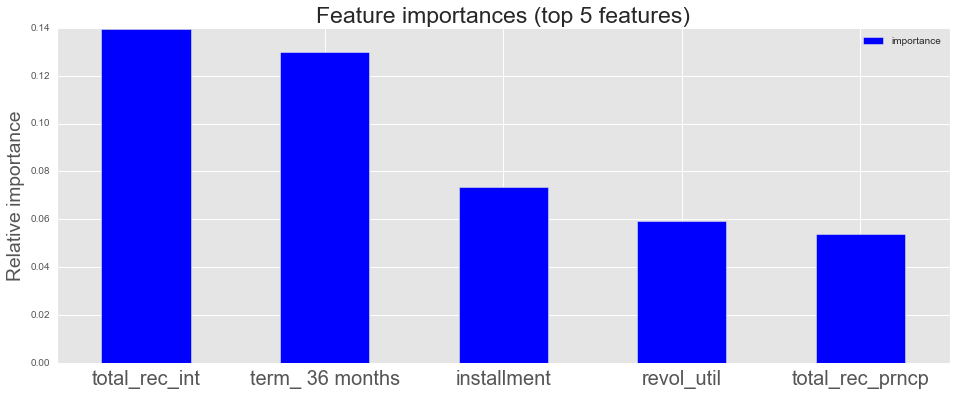 Feature importances (top 5 features)
importance
Relative importance
0.14
0.12
0.10
0.08
0.06
0.04
0.02
0.00
total_rec_int
term_ 36 months
installment
revol_util
total_rec_prncp